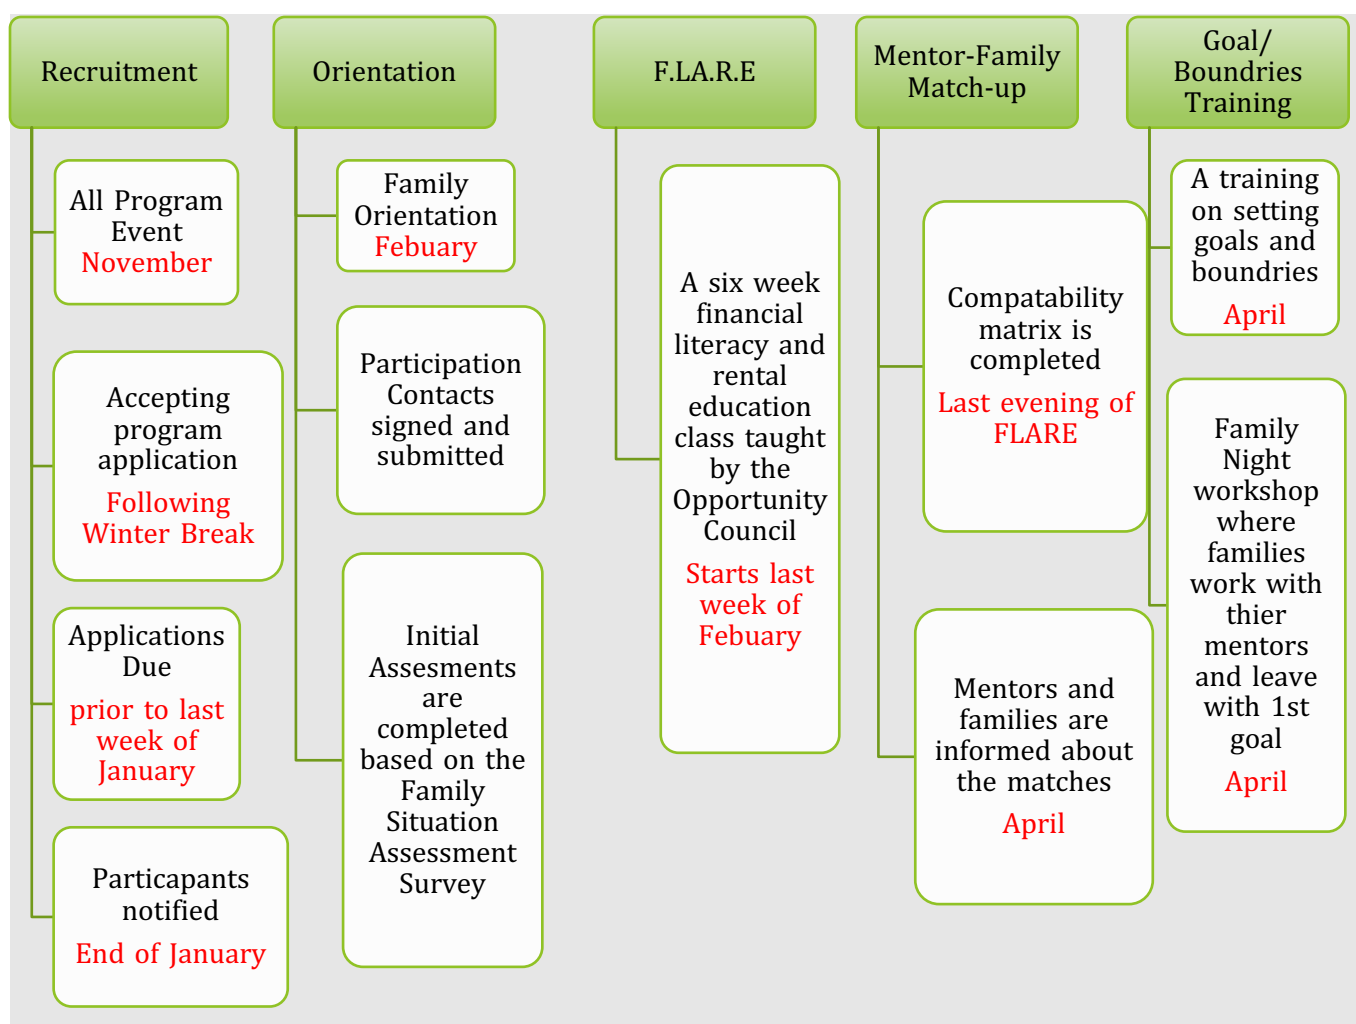 Recruitment
All Program
Event
November
Accepting
program
application
Following
Winter Break
Applications
Due
prior to last
week of
January
Particapants
notified
End of January
Orientation
Family
Orientation
Febuary
Participation
Contacts
signed and
submitted
Initial
Assesments
are
completed
based on the
Family
Situation
Assessment
Survey
F.LA.R.E
A six week
financial
literacy and
rental
education
class taught
by the
Opportunity
Council
Starts last
week of
Febuary
Mentor-Family
Match-up
Compatability
matrix is
completed
Last evening of
FLARE
Mentors and
families are
informed about
the matches
April
Goal/
Boundries
Training
A training
on setting
goals and
boundries
April
Family
Night
workshop
where
families
work with
thier
mentors
and leave
with 1st
goal
April